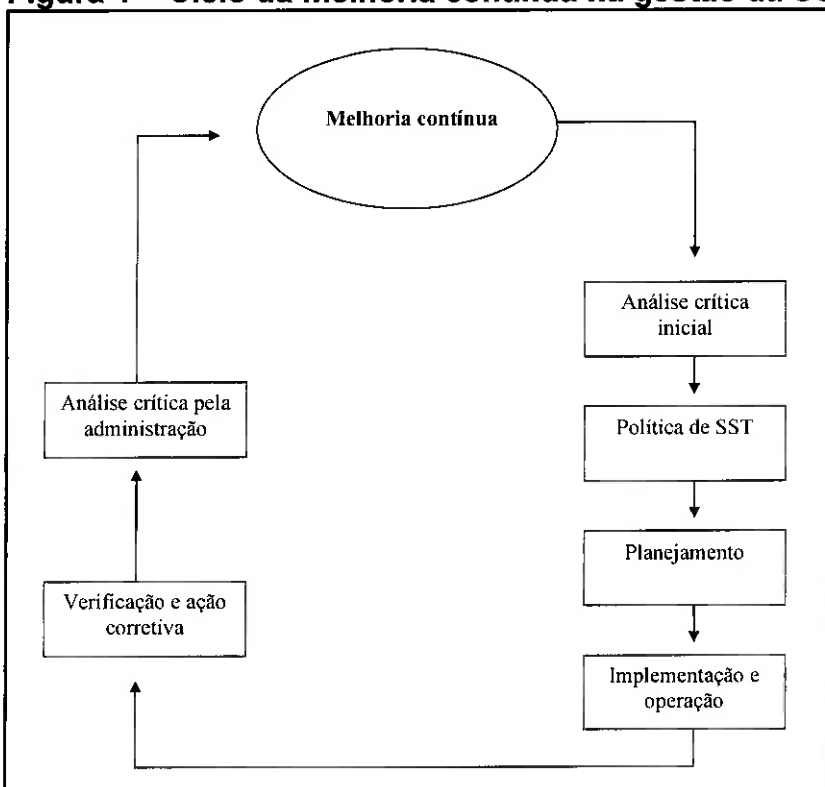 Melhoria contínua
Análise crítica
inicial
Política de SST
Planejamento
Implementação e
operação
Verificação e ação
corretiva
Análise crítica pela
administração